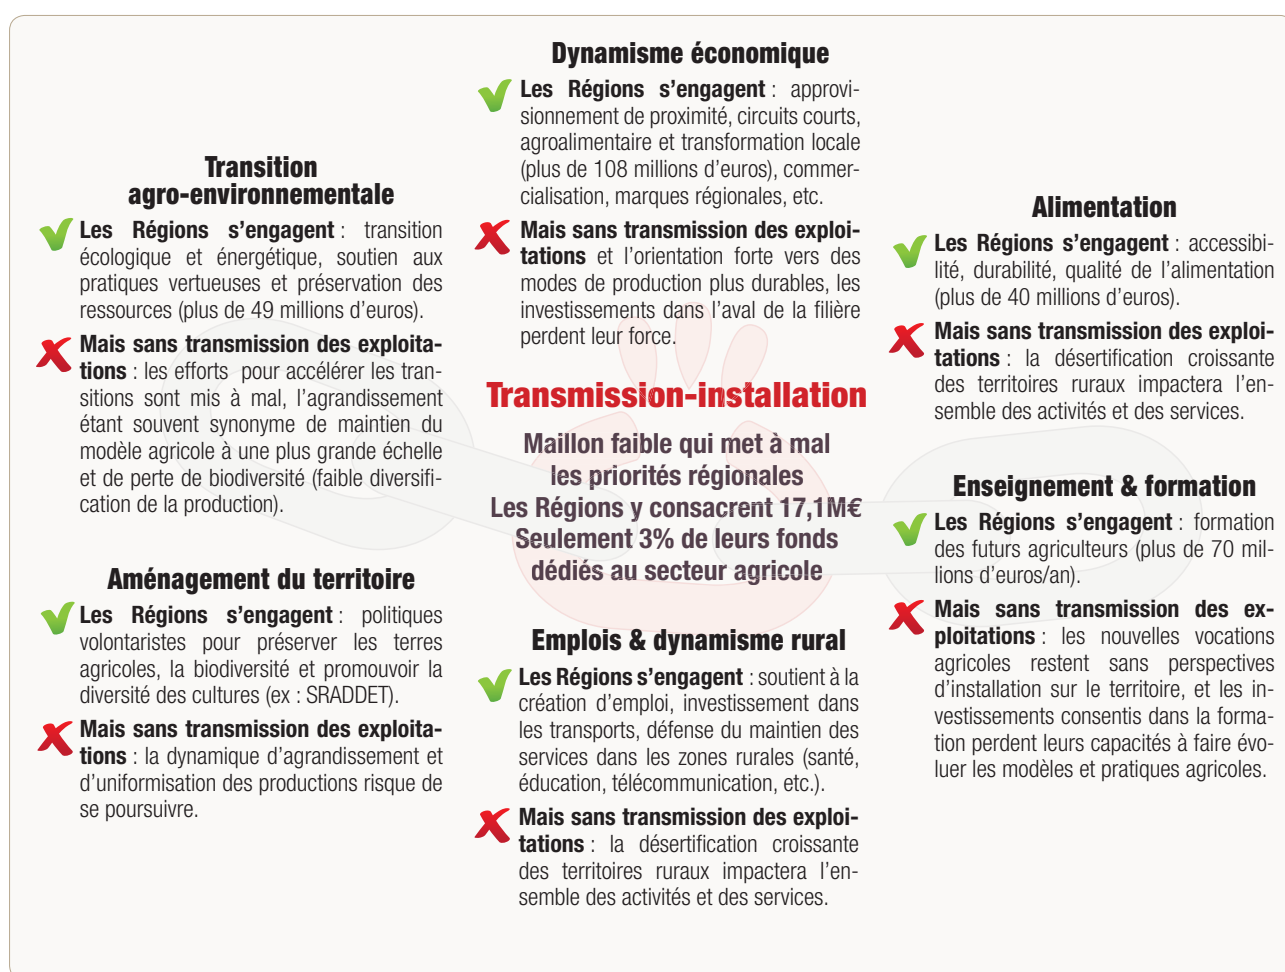 Transition
agro-environnementale
Les Régions s’engagent : transition
écologique et énergétique, soutien aux
pratiques vertueuses et préservation des
ressources (plus de 49 millions d’euros).
Mais sans transmission des exploita-
tions : les efforts pour accélérer les tran-
sitions sont mis à mal, l’agrandissement
étant souvent synonyme de maintien du
modèle agricole à une plus grande échelle
et de perte de biodiversité (faible diversifi-
cation de la production).
Aménagement du territoire
Les Régions s’engagent : politiques
volontaristes pour préserver les terres
agricoles, la biodiversité et promouvoir la
diversité des cultures (ex : SRADDET).
Mais sans transmission des exploita-
tions : la dynamique d’agrandissement et
d’uniformisation des productions risque de
se poursuivre.
Dynamisme économique
Les Régions s’engagent : approvi-
sionnement de proximité, circuits courts,
agroalimentaire et transformation locale
(plus de 108 millions d’euros), commer-
cialisation, marques régionales, etc.
Mais sans transmission des exploi-
tations et l’orientation forte vers des
modes de production plus durables, les
investissements dans l’aval de la filière
perdent leur force.
Transmission-installation
Maillon faible qui met à mal
les priorités régionales
Les Régions y consacrent 17,1M€
Seulement 3% de leurs fonds
dédiés au secteur agricole
Emplois & dynamisme rural
Les Régions s’engagent : soutient à la
création d’emploi, investissement dans
les transports, défense du maintien des
services dans les zones rurales (santé,
éducation, télécommunication, etc.).
Mais sans transmission des exploi-
tations : la désertification croissante
des territoires ruraux impactera l’en-
semble des activités et des services.
Alimentation
Les Régions s’engagent : accessibi-
lité, durabilité, qualité de l’alimentation
(plus de 40 millions d’euros).
Mais sans transmission des exploi-
tations : la désertification croissante
des territoires ruraux impactera l’en-
semble des activités et des services.
Enseignement & formation
Les Régions s’engagent : formation
des futurs agriculteurs (plus de 70 mil-
lions d’euros/an).
Mais sans transmission des ex-
ploitations : les nouvelles vocations
agricoles restent sans perspectives
d’installation sur le territoire, et les in-
vestissements consentis dans la forma-
tion perdent leurs capacités à faire évo-
luer les modèles et pratiques agricoles.